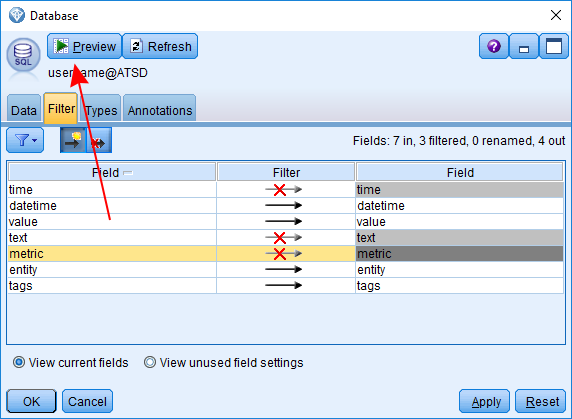 Database
Preview Refresh
SQL
username@ATSD
Data Filter Types Annotations
Fields: 7 in, 3 filtered, 0 renamed, 4 out
Field Filter Field
time time
datetime datetime
value value
text text
metric metric
entity entity
tags tags
View current fields View unused field settings
OK Cancel Apply Reset